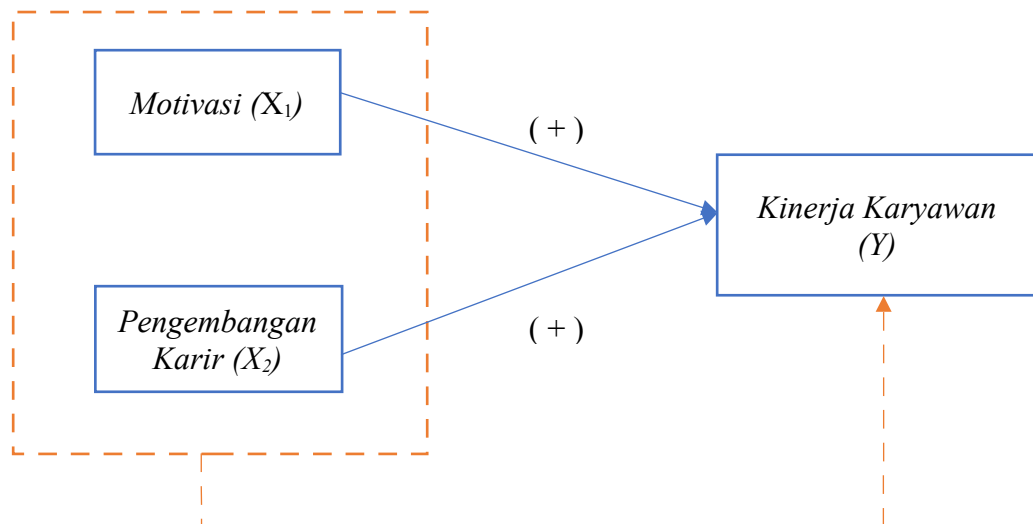 Motivasi (X₁)
( + )
Kinerja Karyawan
(Y)
Pengembangan
Karir (X₂)
( + )